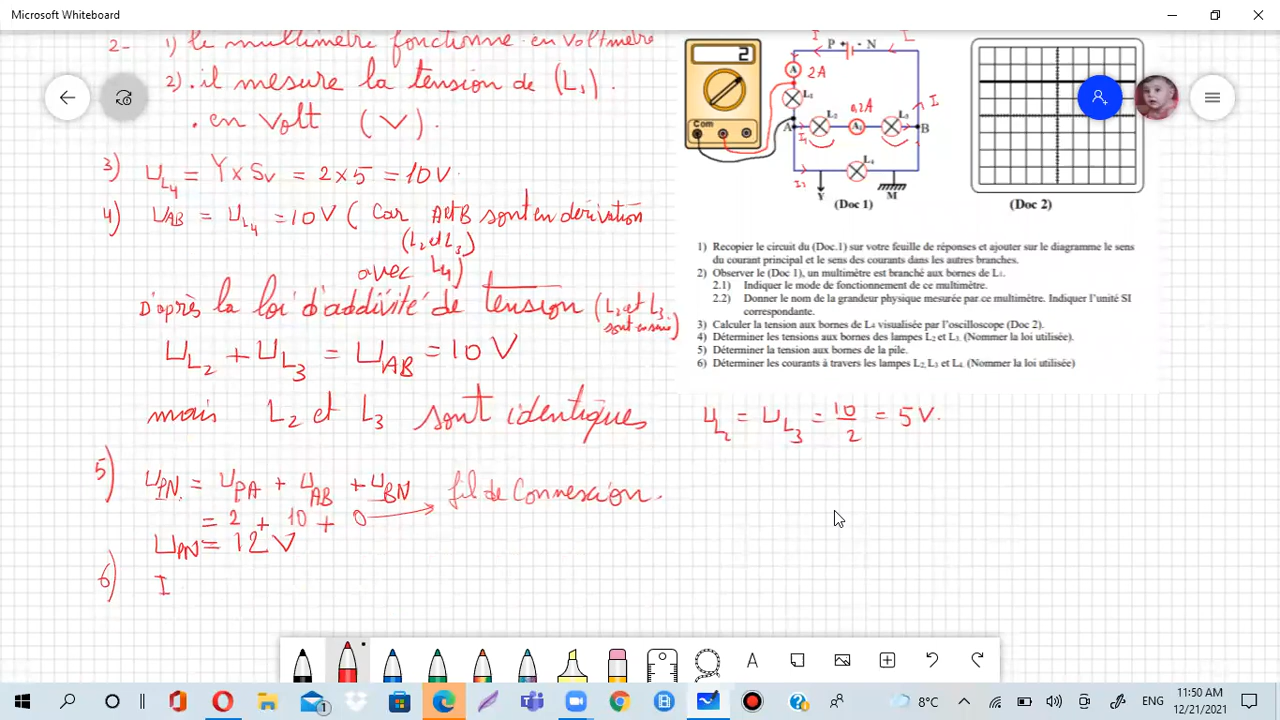 Microsoft Whiteboard
2- 1) le multimètre fonctionne en voltmètre
2) . il mesure la tension de (L1) .
. en Volt (V).
3) UL4 = Y x Sv = 2 x 5 = 10 V.
4) UAB = UL4 = 10 V ( Car A et B sont en dérivation
(L2 et L3)
avec L4)
D'après la loi d'addivité de tension (L2 et L3
sont en série)
UL2 + UL3 = UAB = 10 V
mais L2 et L3 sont identiques
UL2 = UL3 = 10/2 = 5 V.
5) UPN = UPA + UAB + UBN
= 2 + 10 + 0 → fil de Connexion.
UPN = 12 V
6) I
2
Com
I P + - N I
A 2A
L1
L2 0,2A L3 I
A A1 B
I1
L4
I2
Y M
(Doc 1)
(Doc 2)
1) Recopier le circuit du (Doc.1) sur votre feuille de réponses et ajouter sur le diagramme le sens
du courant principal et le sens des courants dans les autres branches.
2) Observer le (Doc 1), un multimètre est branché aux bornes de L1.
2.1) Indiquer le mode de fonctionnement de ce multimètre.
2.2) Donner le nom de la grandeur physique mesurée par ce multimètre. Indiquer l'unité SI
correspondante.
3) Calculer la tension aux bornes de L4 visualisée par l'oscilloscope (Doc 2).
4) Déterminer les tensions aux bornes des lampes L2 et L3. (Nommer la loi utilisée).
5) Déterminer la tension aux bornes de la pile.
6) Déterminer les courants à travers les lampes L2, L3 et L4. (Nommer la loi utilisée)
A
1
8°C
ENG
11:50 AM
12/21/2021